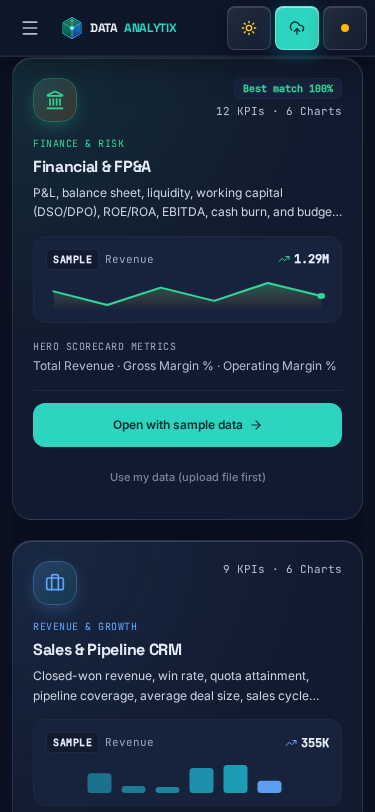 DATA ANALYTIX
Best match 100%
12 KPIs · 6 Charts
FINANCE & RISK
Financial & FP&A
P&L, balance sheet, liquidity, working capital
(DSO/DPO), ROE/ROA, EBITDA, cash burn, and budge...
SAMPLE Revenue 1.29M
HERO SCORECARD METRICS
Total Revenue · Gross Margin % · Operating Margin %
Open with sample data →
Use my data (upload file first)
9 KPIs · 6 Charts
REVENUE & GROWTH
Sales & Pipeline CRM
Closed-won revenue, win rate, quota attainment,
pipeline coverage, average deal size, sales cycle...
SAMPLE Revenue 355K